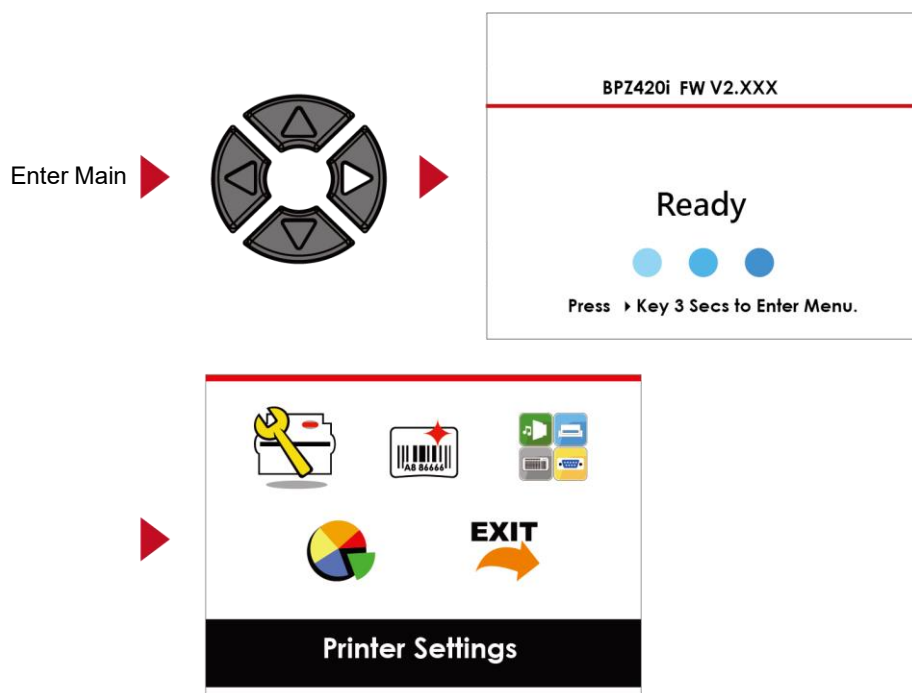 BPZ420i FW V2.XXX
Enter Main
Ready
Press ▸ Key 3 Secs to Enter Menu.
AB 86666
EXIT
Printer Settings